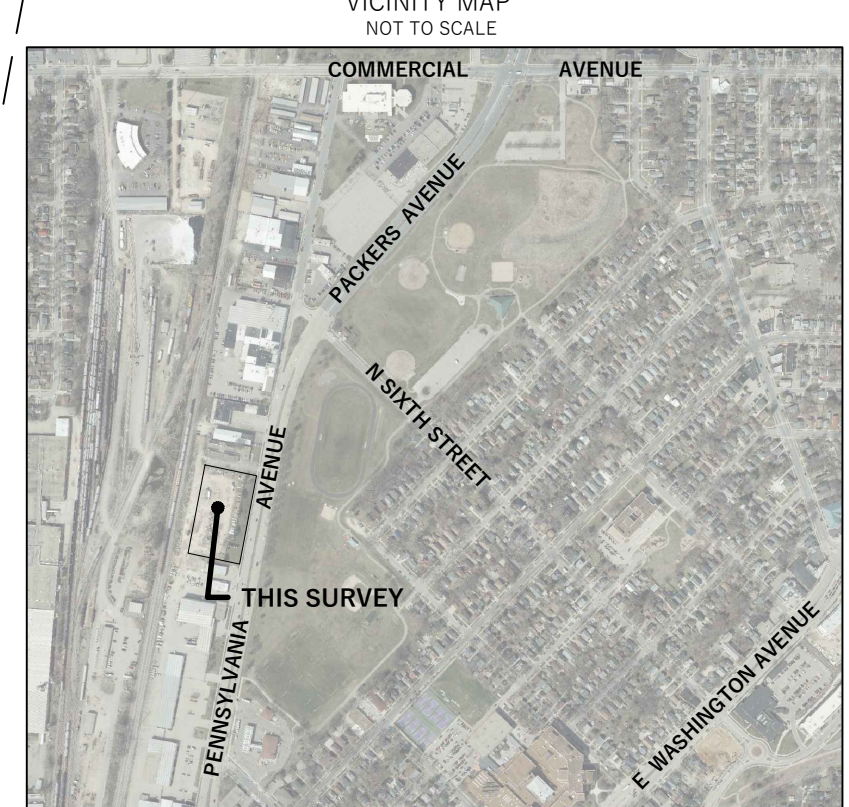 VICINITY MAP
NOT TO SCALE
COMMERCIAL AVENUE
PACKERS AVENUE
N SIXTH STREET
PENNSYLVANIA AVENUE
THIS SURVEY
E WASHINGTON AVENUE